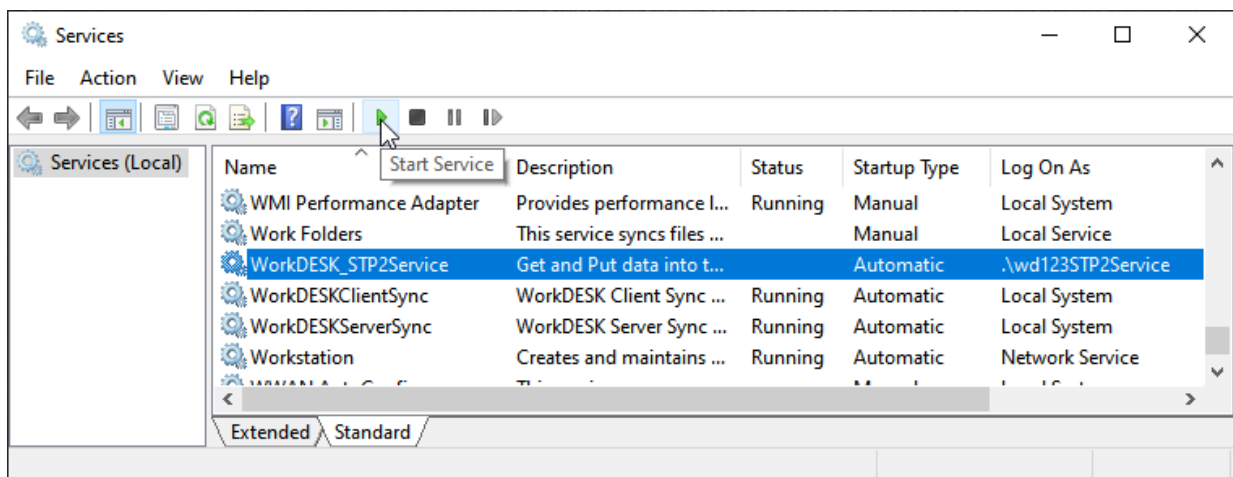 Services
File Action View Help
Services (Local)
Name Start Service Description Status Startup Type Log On As
WMI Performance Adapter Provides performance l... Running Manual Local System
Work Folders This service syncs files ... Manual Local Service
WorkDESK_STP2Service Get and Put data into t... Automatic .\wd123STP2Service
WorkDESKClientSync WorkDESK Client Sync ... Running Automatic Local System
WorkDESKServerSync WorkDESK Server Sync ... Running Automatic Local System
Workstation Creates and maintains ... Running Automatic Network Service
Extended Standard